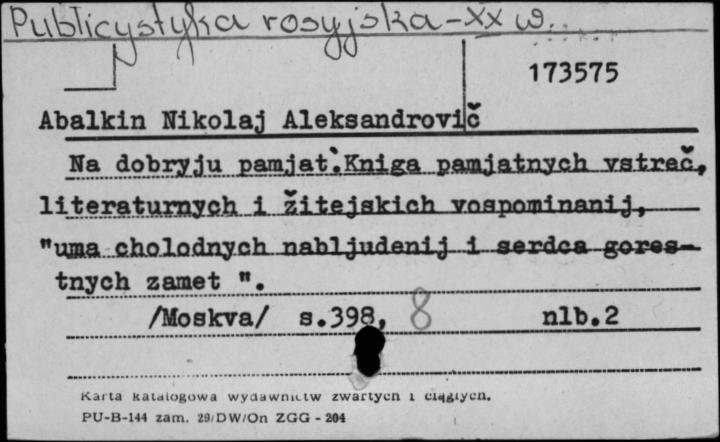 Publicystyka rosyjska - XX w.
173575
Abalkin Nikolaj Aleksandrovič
Na dobryju pamjat'.Kniga pamjatnych vstreč,
literaturnych i žitejskich vospominanij,
"uma cholodnych nabljudenij i serdca gores-
tnych zamet ".
/Moskva/ s.398, 8 nlb.2
Karta katalogowa wydawnictw zwartych i ciągłych.
PU-B-144 zam. 29/DW/On ZGG - 204